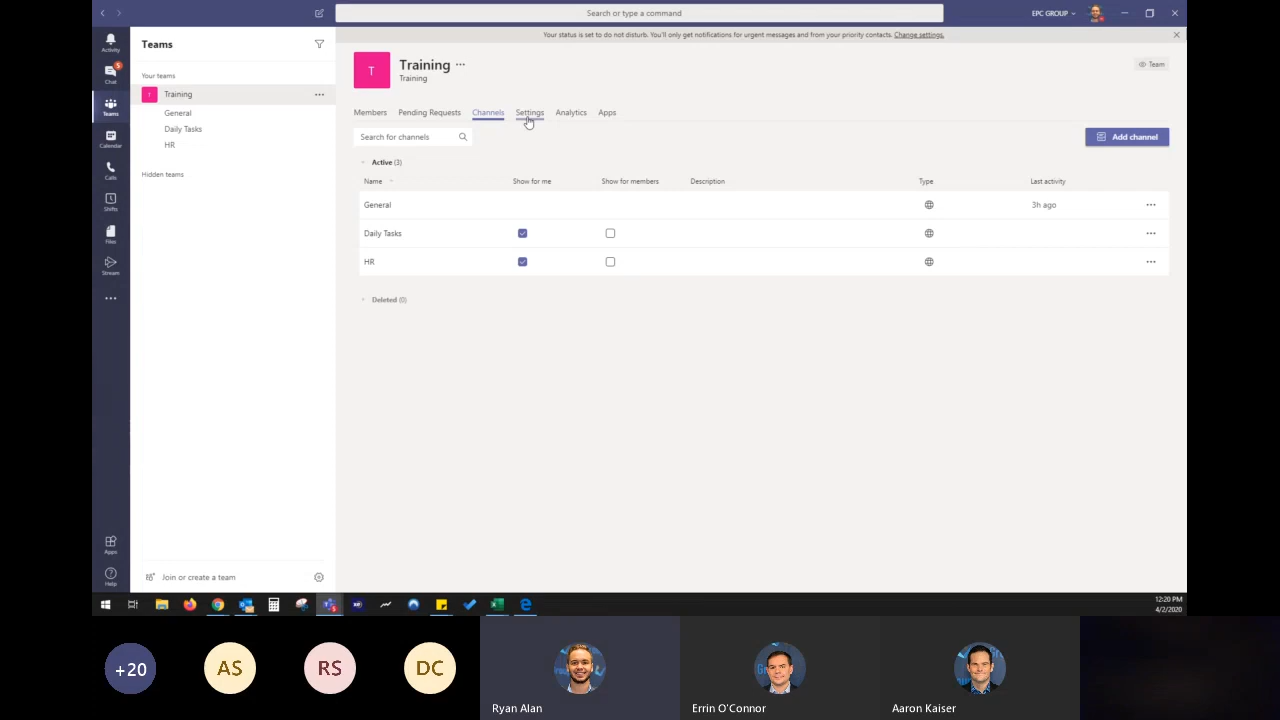 Search or type a command
EPC GROUP
Activity
Chat
5
Teams
Calendar
Calls
Shifts
Files
Stream
Apps
Help
Teams
Your teams
T
Training
General
Daily Tasks
HR
Hidden teams
Join or create a team
Your status is set to do not disturb. You'll only get notifications for urgent messages and from your priority contacts. Change settings.
T
Training
Training
Team
Members Pending Requests Channels Settings Analytics Apps
Search for channels
Add channel
Active (3)
Name Show for me Show for members Description Type Last activity
General 3h ago
Daily Tasks
HR
Deleted (0)
12:20 PM
4/2/2020
+20
AS
RS
DC
Ryan Alan
Errin O'Connor
Aaron Kaiser